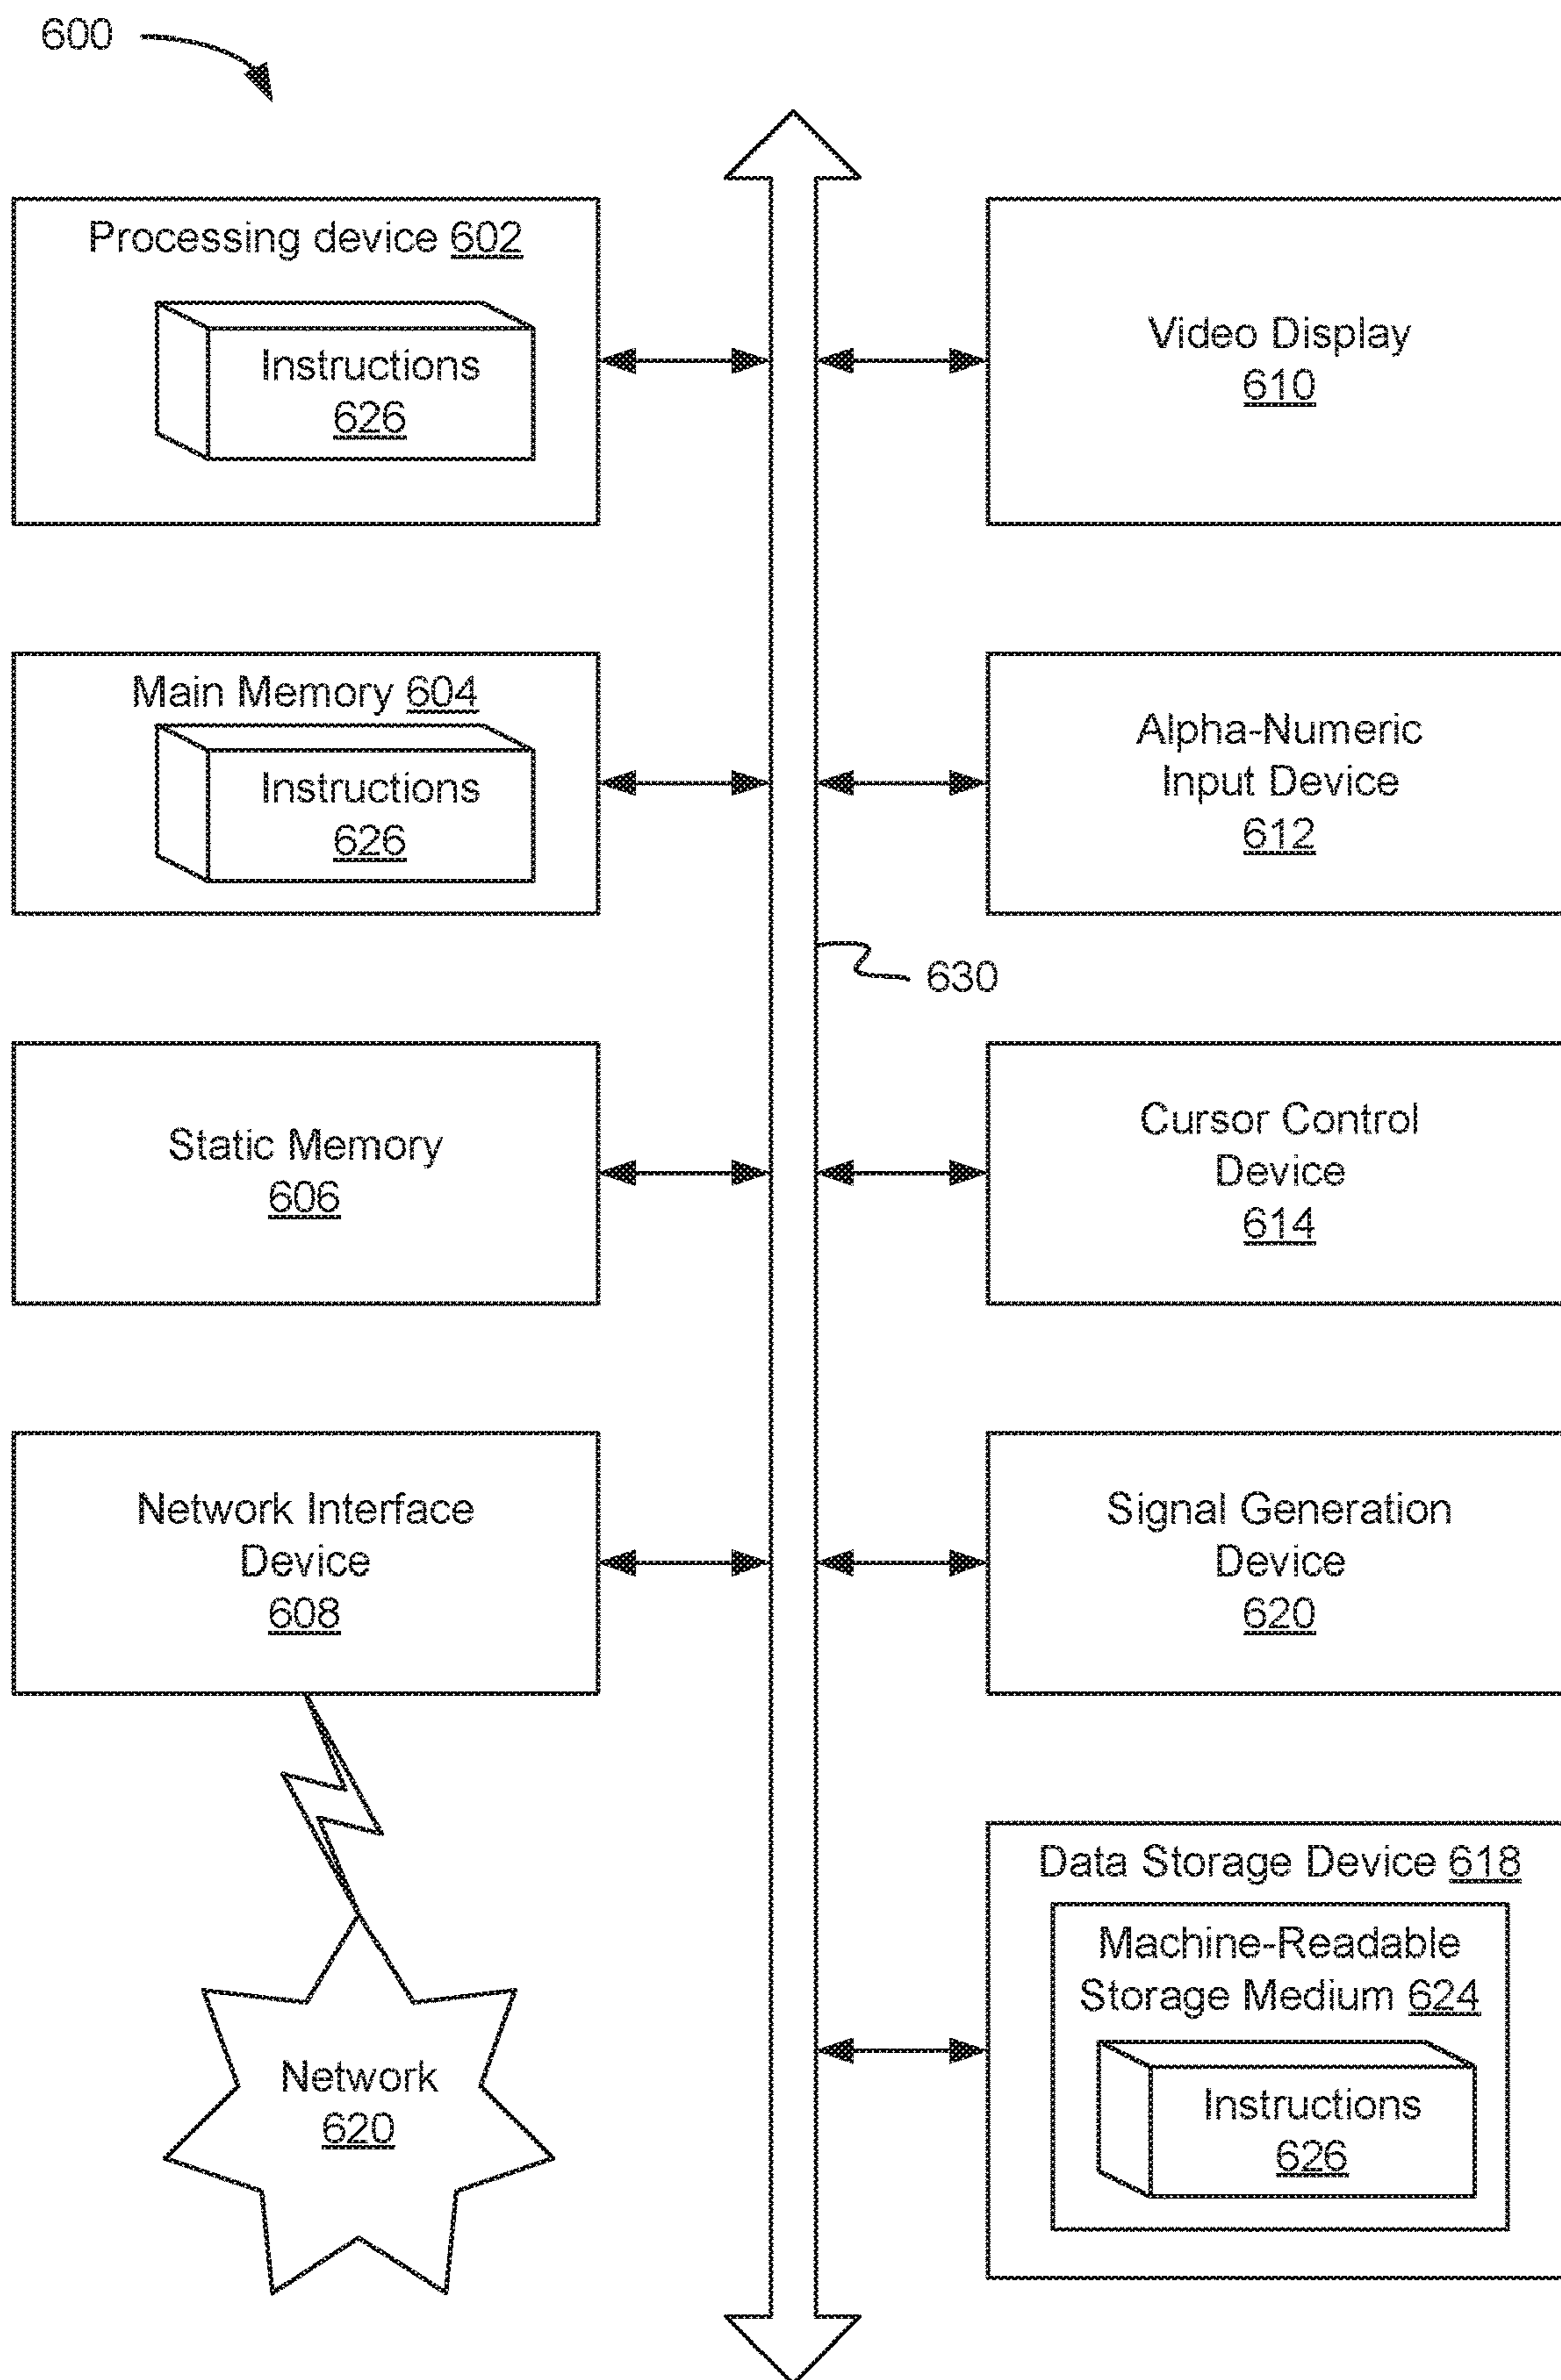 600
Processing device 602
Instructions
626
Video Display
610
Main Memory 604
Instructions
626
Alpha-Numeric
Input Device
612
630
Static Memory
606
Cursor Control
Device
614
Network Interface
Device
608
Signal Generation
Device
620
Data Storage Device 618
Machine-Readable
Storage Medium 624
Instructions
626
Network
620